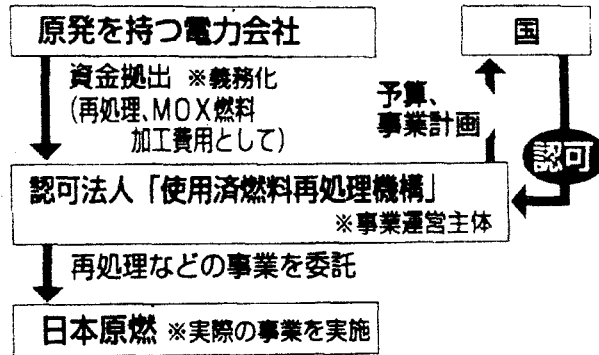 原発を持つ電力会社
国
資金拠出 ※義務化
(再処理、MOX燃料
加工費用として)
予算、
事業計画
認可
認可法人「使用済燃料再処理機構」
※事業運営主体
再処理などの事業を委託
日本原燃 ※実際の事業を実施